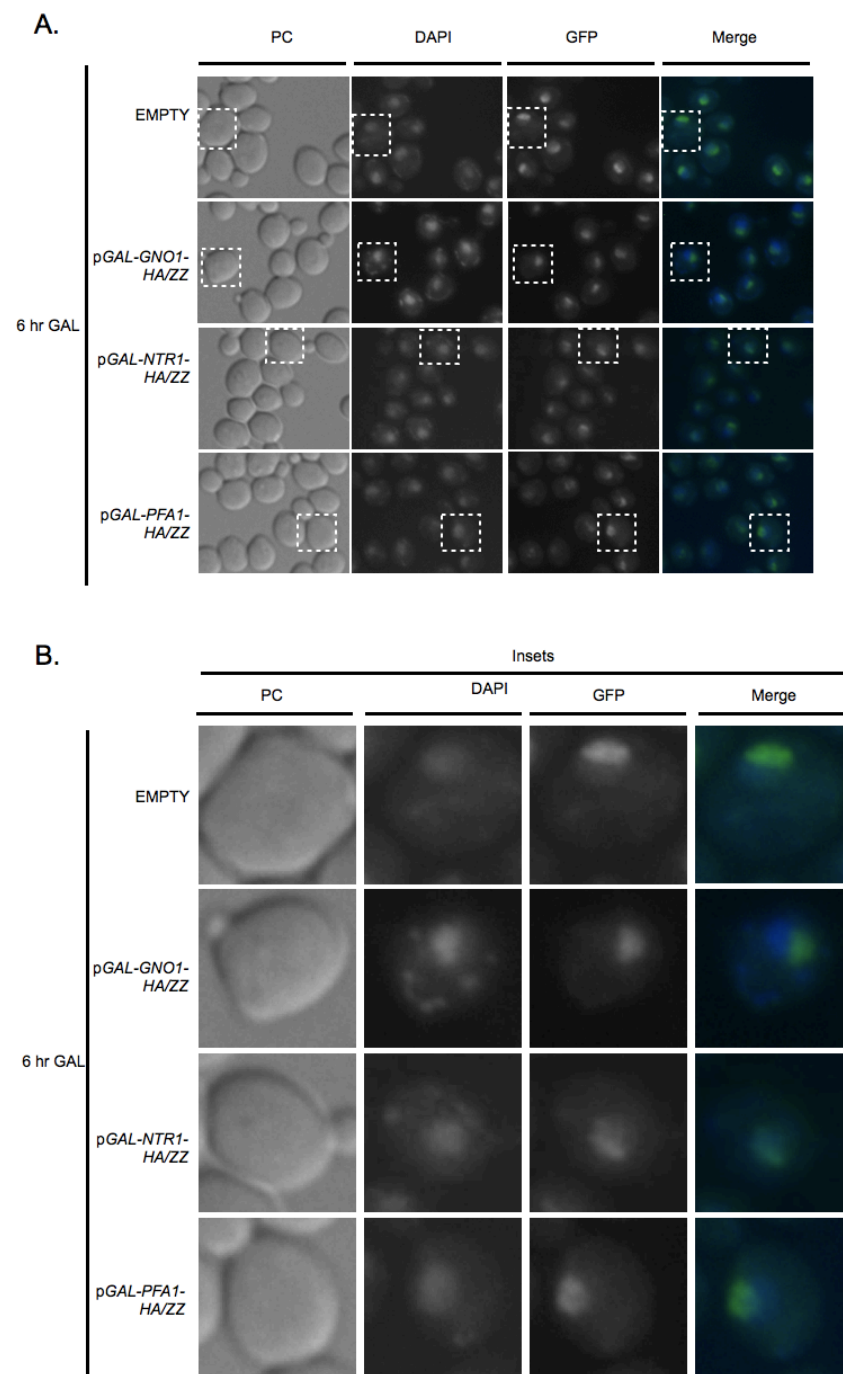 A.
PC DAPI GFP Merge
EMPTY
pGAL-GNO1-
HA/ZZ
6 hr GAL
pGAL-NTR1-
HA/ZZ
pGAL-PFA1-
HA/ZZ
B.
Insets
PC DAPI GFP Merge
EMPTY
pGAL-GNO1-
HA/ZZ
6 hr GAL
pGAL-NTR1-
HA/ZZ
pGAL-PFA1-
HA/ZZ